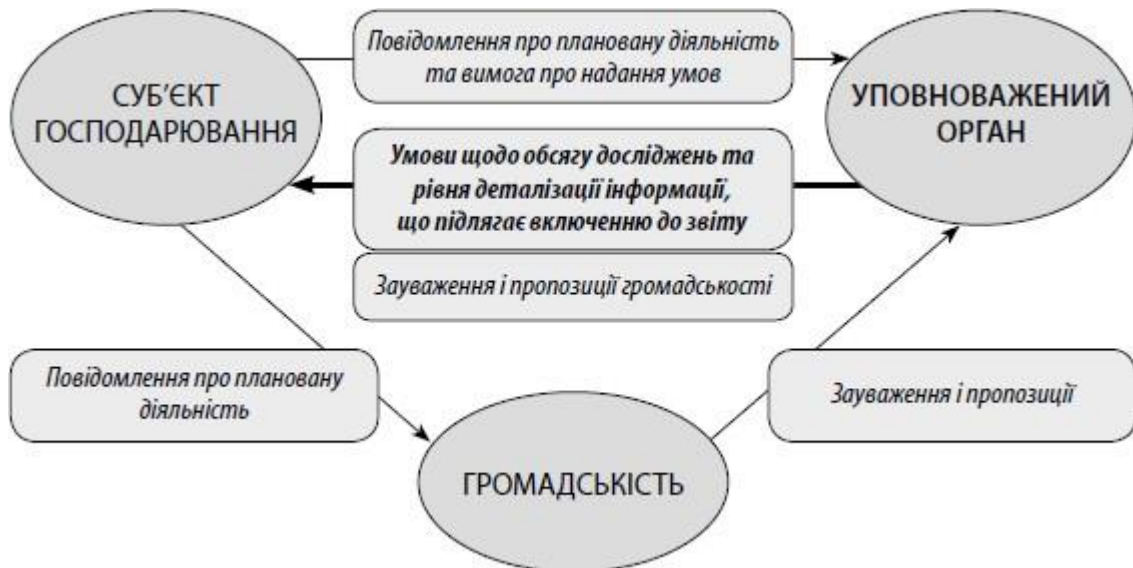 Повідомлення про плановану діяльність
та вимога про надання умов
СУБ’ЄКТ
ГОСПОДАРЮВАННЯ
УПОВНОВАЖЕНИЙ
ОРГАН
Умови щодо обсягу досліджень та
рівня деталізації інформації,
що підлягає включенню до звіту
Зауваження і пропозиції громадськості
Повідомлення про плановану
діяльність
Зауваження і пропозиції
ГРОМАДСЬКІСТЬ